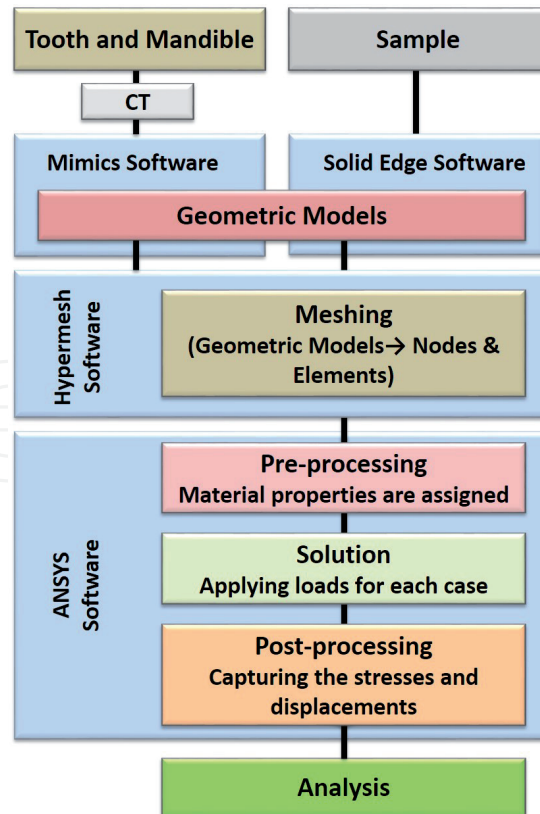 Tooth and Mandible
Sample
CT
Mimics Software
Solid Edge Software
Geometric Models
Hypermesh
Software
Meshing
(Geometric Models→ Nodes &
Elements)
ANSYS
Software
Pre-processing
Material properties are assigned
Solution
Applying loads for each case
Post-processing
Capturing the stresses and
displacements
Analysis